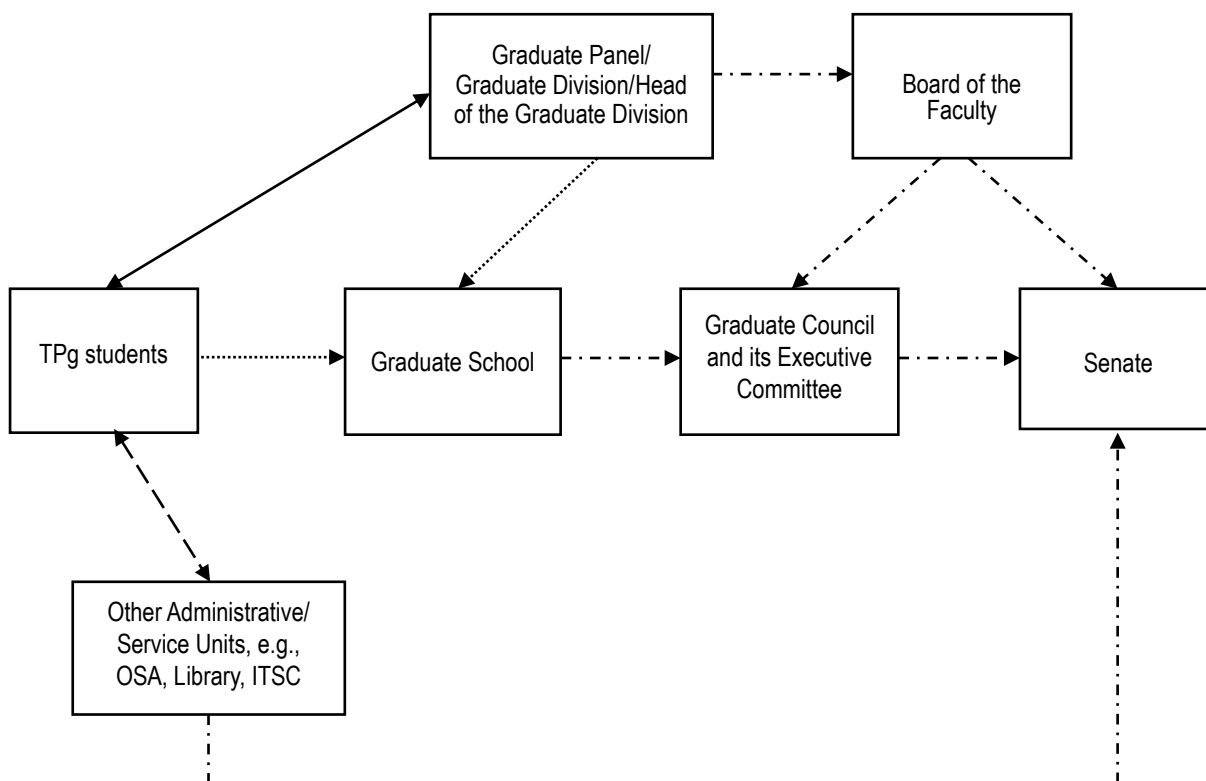 Graduate Panel/
Graduate Division/Head
of the Graduate Division
Board of the
Faculty
TPg students
Graduate School
Graduate Council
and its Executive
Committee
Senate
Other Administrative/
Service Units, e.g.,
OSA, Library, ITSC